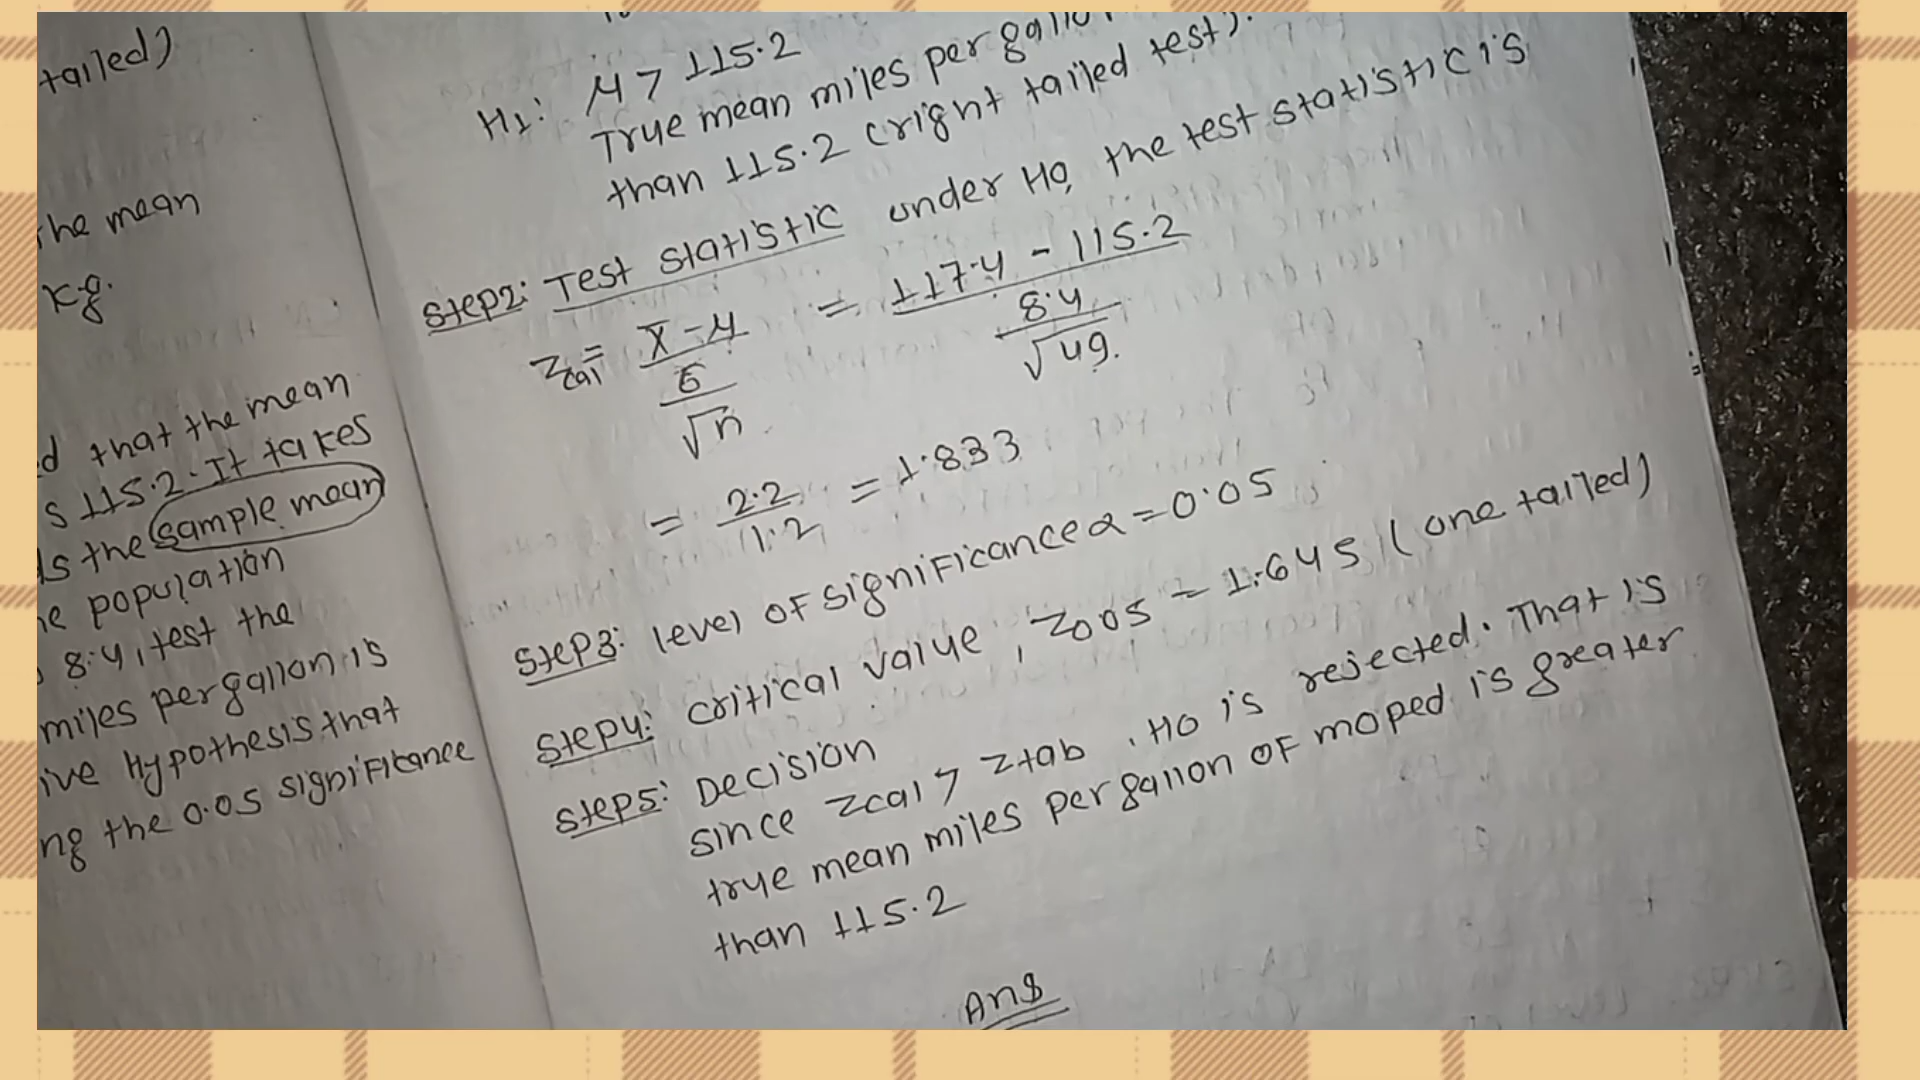 tailed)
the mean
kg.
d that the mean
s 115.2. It takes
ls the sample mean
he population
8.4, test the
miles per gallon is
ive Hypothesis that
ng the 0.05 significance
H1: μ > 115.2
True mean miles per gallon
than 115.2 (right tailed test).
Step2: Test statistic under H0, the test statistic is
Zcal = X̄ - μ / σ/√n = 117.4 - 115.2 / 8.4/√49.
= 2.2/1.2 = 1.833
Step3: level of significance α = 0.05
Step4: critical value, Z0.05 = 1.645 (one tailed)
Step5: Decision
since Zcal > Ztab, H0 is rejected. That is
true mean miles per gallon of moped is greater
than 115.2
Ans